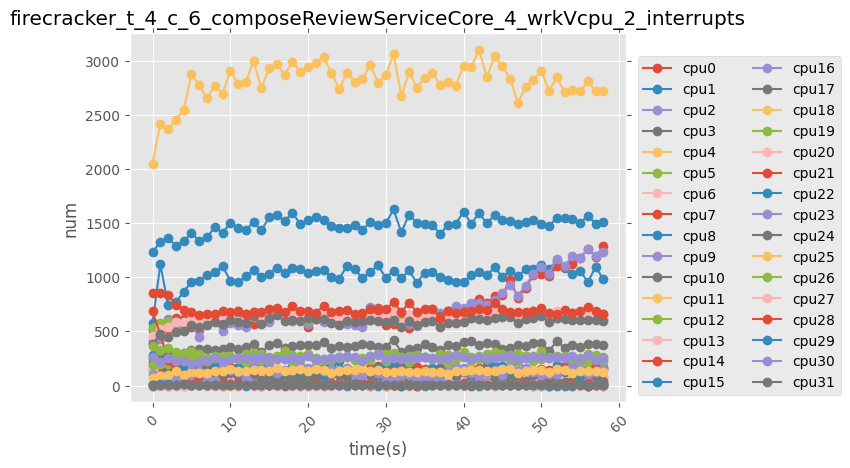 firecracker_t_4_c_6_composeReviewServiceCore_4_wrkVcpu_2_interrupts
3000
2500
2000
1500
1000
500
0
num
0
10
20
30
40
50
60
time(s)
cpu0
cpu1
cpu2
cpu3
cpu4
cpu5
cpu6
cpu7
cpu8
cpu9
cpu10
cpu11
cpu12
cpu13
cpu14
cpu15
cpu16
cpu17
cpu18
cpu19
cpu20
cpu21
cpu22
cpu23
cpu24
cpu25
cpu26
cpu27
cpu28
cpu29
cpu30
cpu31